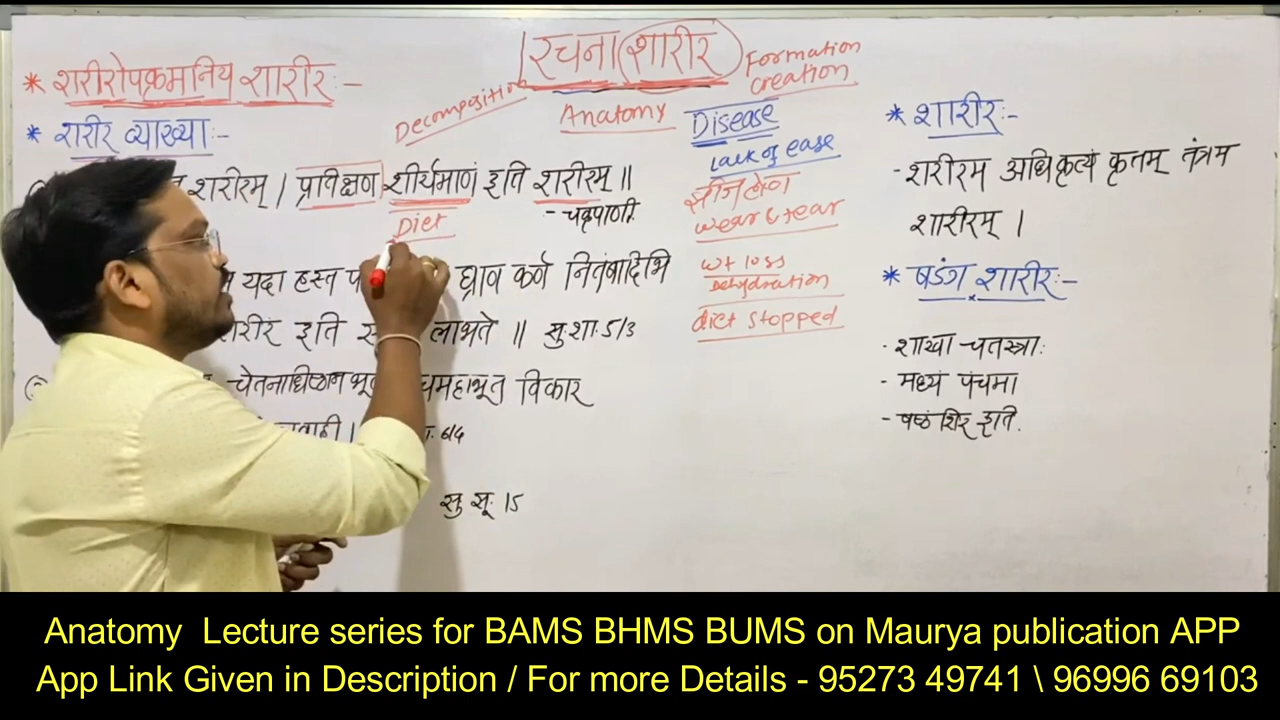 रचना शारीर
Formation
creation
Anatomy
Decomposition
* शरीरोपक्रमनिय शारीरः-
* शरीर व्याख्याः-
शरीरम् । प्रतिक्षण शीर्यमाणं इति शरीरम् ॥
- चक्रपाणी.
Diet
यदा हस्त घ्राण कर्ण नितंबादिभि
शरीर इति लाभते ॥ सु.शा.5/3
चेतनाधिष्ठान विकार
6/4
सु सू. 15
Disease
Lack of ease
wear & tear
wt loss
Dehydration
diet stopped
* शारीरः-
- शरीरम अधिकृत्यं कृतम् तंत्रम
शारीरम् ।
* षडंग शारीरः-
. शाखा चतस्त्राः
. मध्यं पंचमा
- षष्ठं शिर इति.
Anatomy Lecture series for BAMS BHMS BUMS on Maurya publication APP
App Link Given in Description / For more Details - 95273 49741 \ 96996 69103